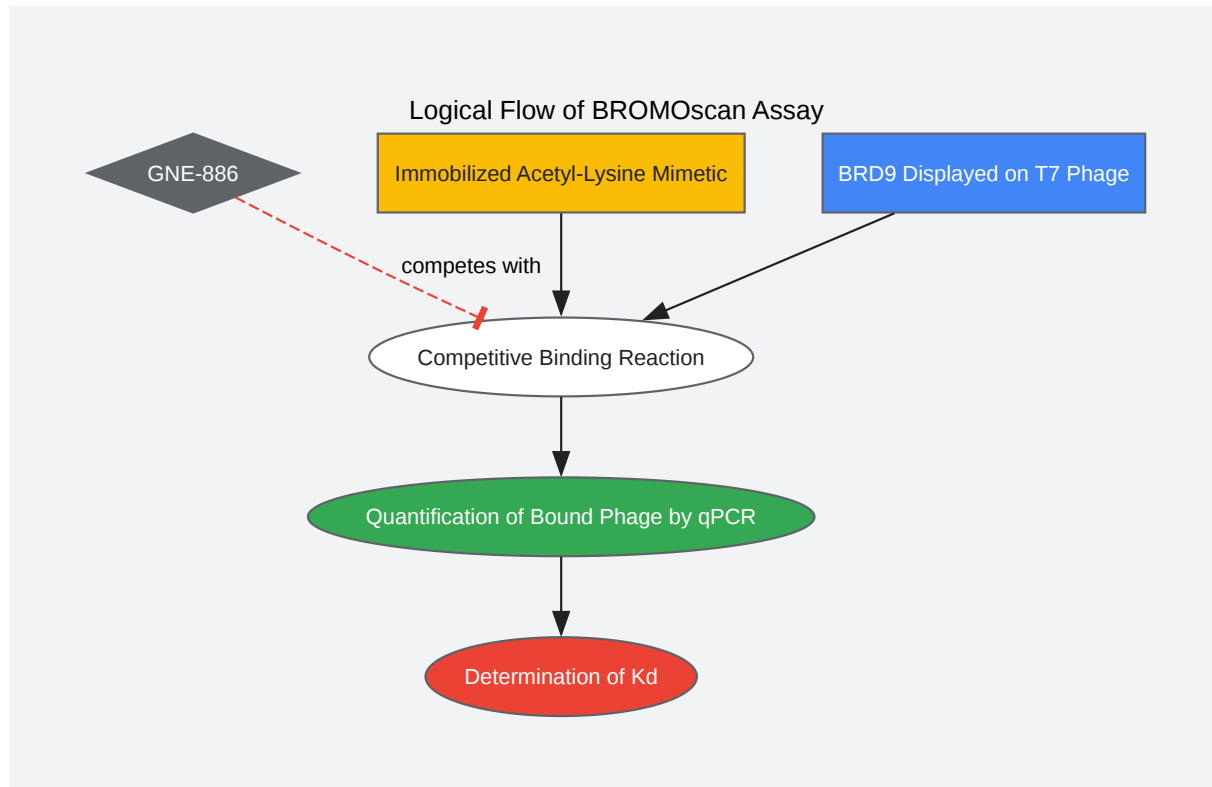 Logical Flow of BROMOscan Assay
GNE-886
Immobilized Acetyl-Lysine Mimetic
BRD9 Displayed on T7 Phage
competes with
Competitive Binding Reaction
Quantification of Bound Phage by qPCR
Determination of Kd